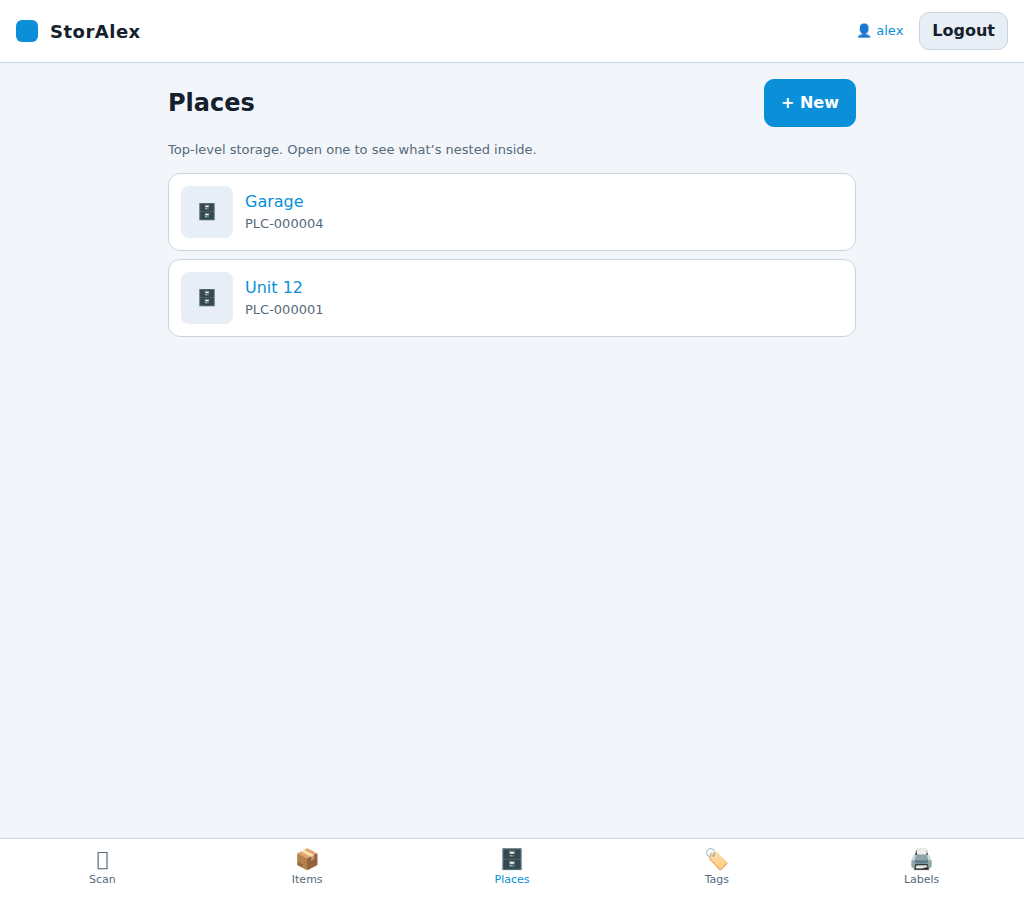 StorAlex
alex
Logout
Places
+ New
Top-level storage. Open one to see what’s nested inside.
Garage
PLC-000004
Unit 12
PLC-000001
Scan
Items
Places
Tags
Labels